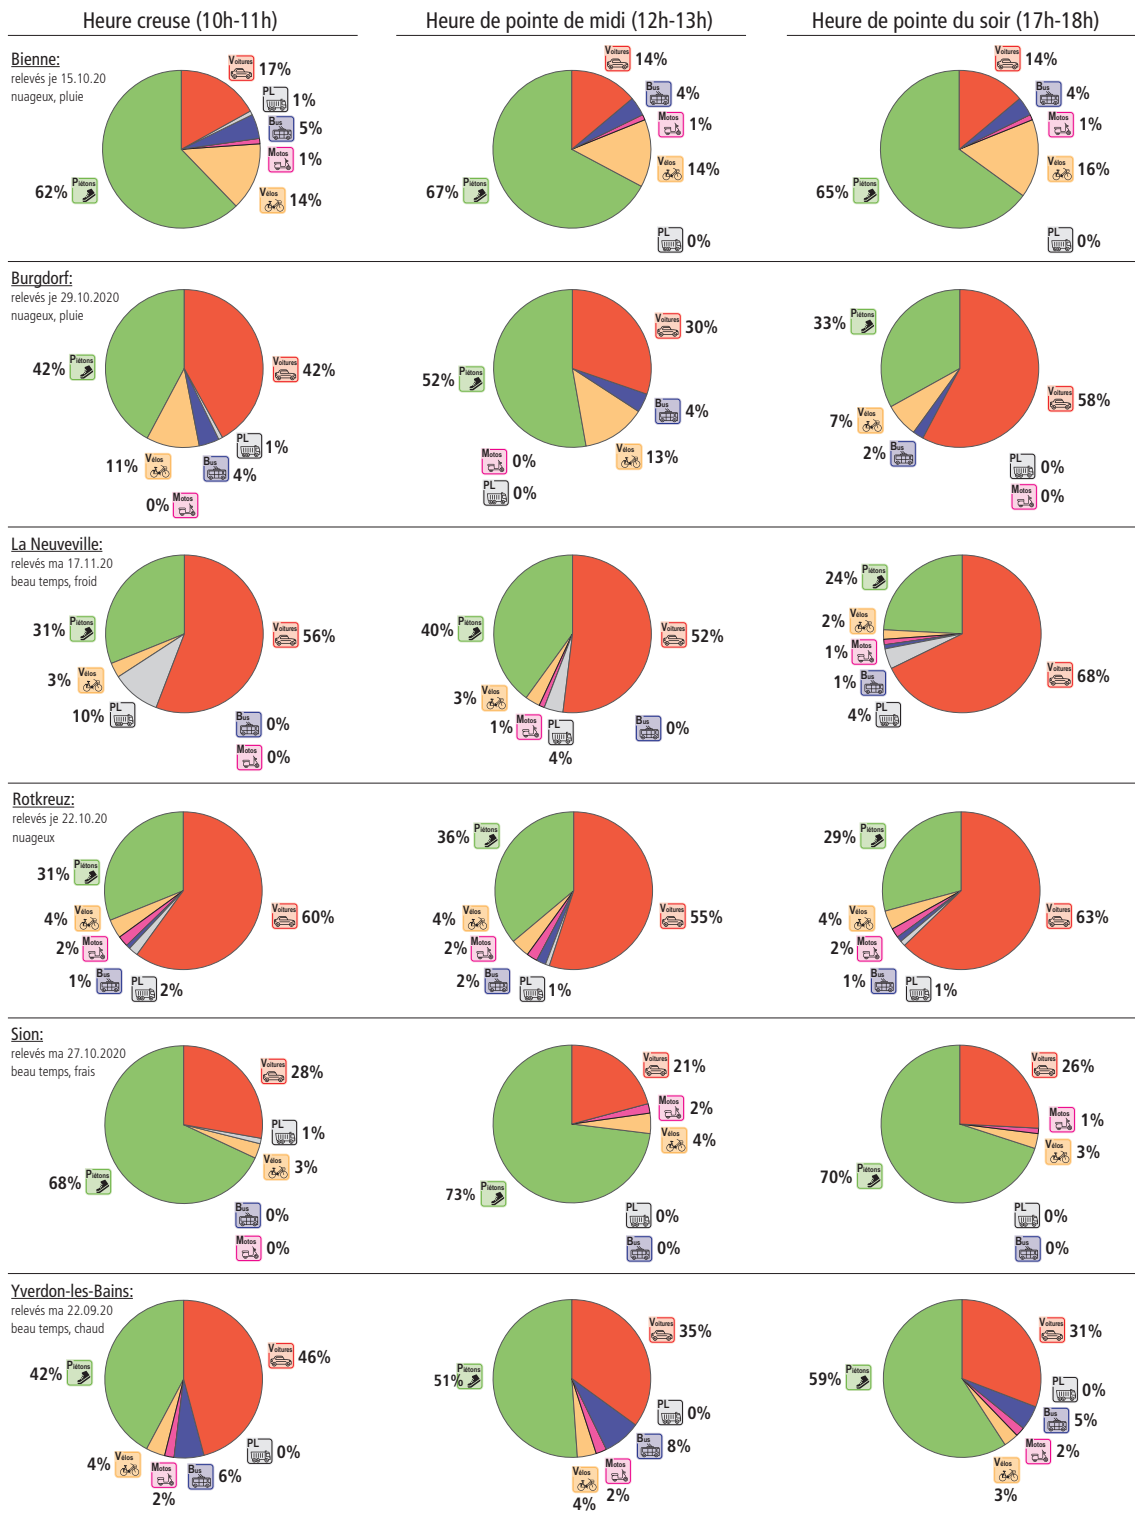 Heure creuse (10h-11h)
Heure de pointe de midi (12h-13h)
Heure de pointe du soir (17h-18h)
Bienne:
relevés je 15.10.20
nuageux, pluie
Voitures 17%
PL 1%
Bus 5%
Motos 1%
Vélos 14%
62% Piétons
Voitures 14%
Bus 4%
Motos 1%
Vélos 14%
67% Piétons
PL 0%
Voitures 14%
Bus 4%
Motos 1%
Vélos 16%
65% Piétons
PL 0%
Burgdorf:
relevés je 29.10.2020
nuageux, pluie
42% Piétons
Voitures 42%
PL 1%
Bus 4%
11% Vélos
0% Motos
Voitures 30%
52% Piétons
Bus 4%
Vélos 13%
Motos 0%
PL 0%
33% Piétons
Voitures 58%
7% Vélos
2% Bus
PL 0%
Motos 0%
La Neuveville:
relevés ma 17.11.20
beau temps, froid
31% Piétons
Voitures 56%
3% Vélos
10% PL
Bus 0%
Motos 0%
40% Piétons
Voitures 52%
3% Vélos
1% Motos
PL 4%
Bus 0%
24% Piétons
2% Vélos
1% Motos
1% Bus
4% PL
Voitures 68%
Rotkreuz:
relevés je 22.10.20
nuageux
31% Piétons
4% Vélos
2% Motos
1% Bus
PL 2%
Voitures 60%
36% Piétons
4% Vélos
2% Motos
2% Bus
PL 1%
Voitures 55%
29% Piétons
4% Vélos
2% Motos
1% Bus
PL 1%
Voitures 63%
Sion:
relevés ma 27.10.2020
beau temps, frais
Voitures 28%
PL 1%
Vélos 3%
68% Piétons
Bus 0%
Motos 0%
Voitures 21%
Motos 2%
Vélos 4%
73% Piétons
PL 0%
Bus 0%
Voitures 26%
Motos 1%
Vélos 3%
70% Piétons
PL 0%
Bus 0%
Yverdon-les-Bains:
relevés ma 22.09.20
beau temps, chaud
42% Piétons
Voitures 46%
PL 0%
Bus 6%
Motos 2%
4% Vélos
Voitures 35%
51% Piétons
PL 0%
Bus 8%
Motos 2%
Vélos 4%
Voitures 31%
59% Piétons
PL 0%
Bus 5%
Motos 2%
Vélos 3%